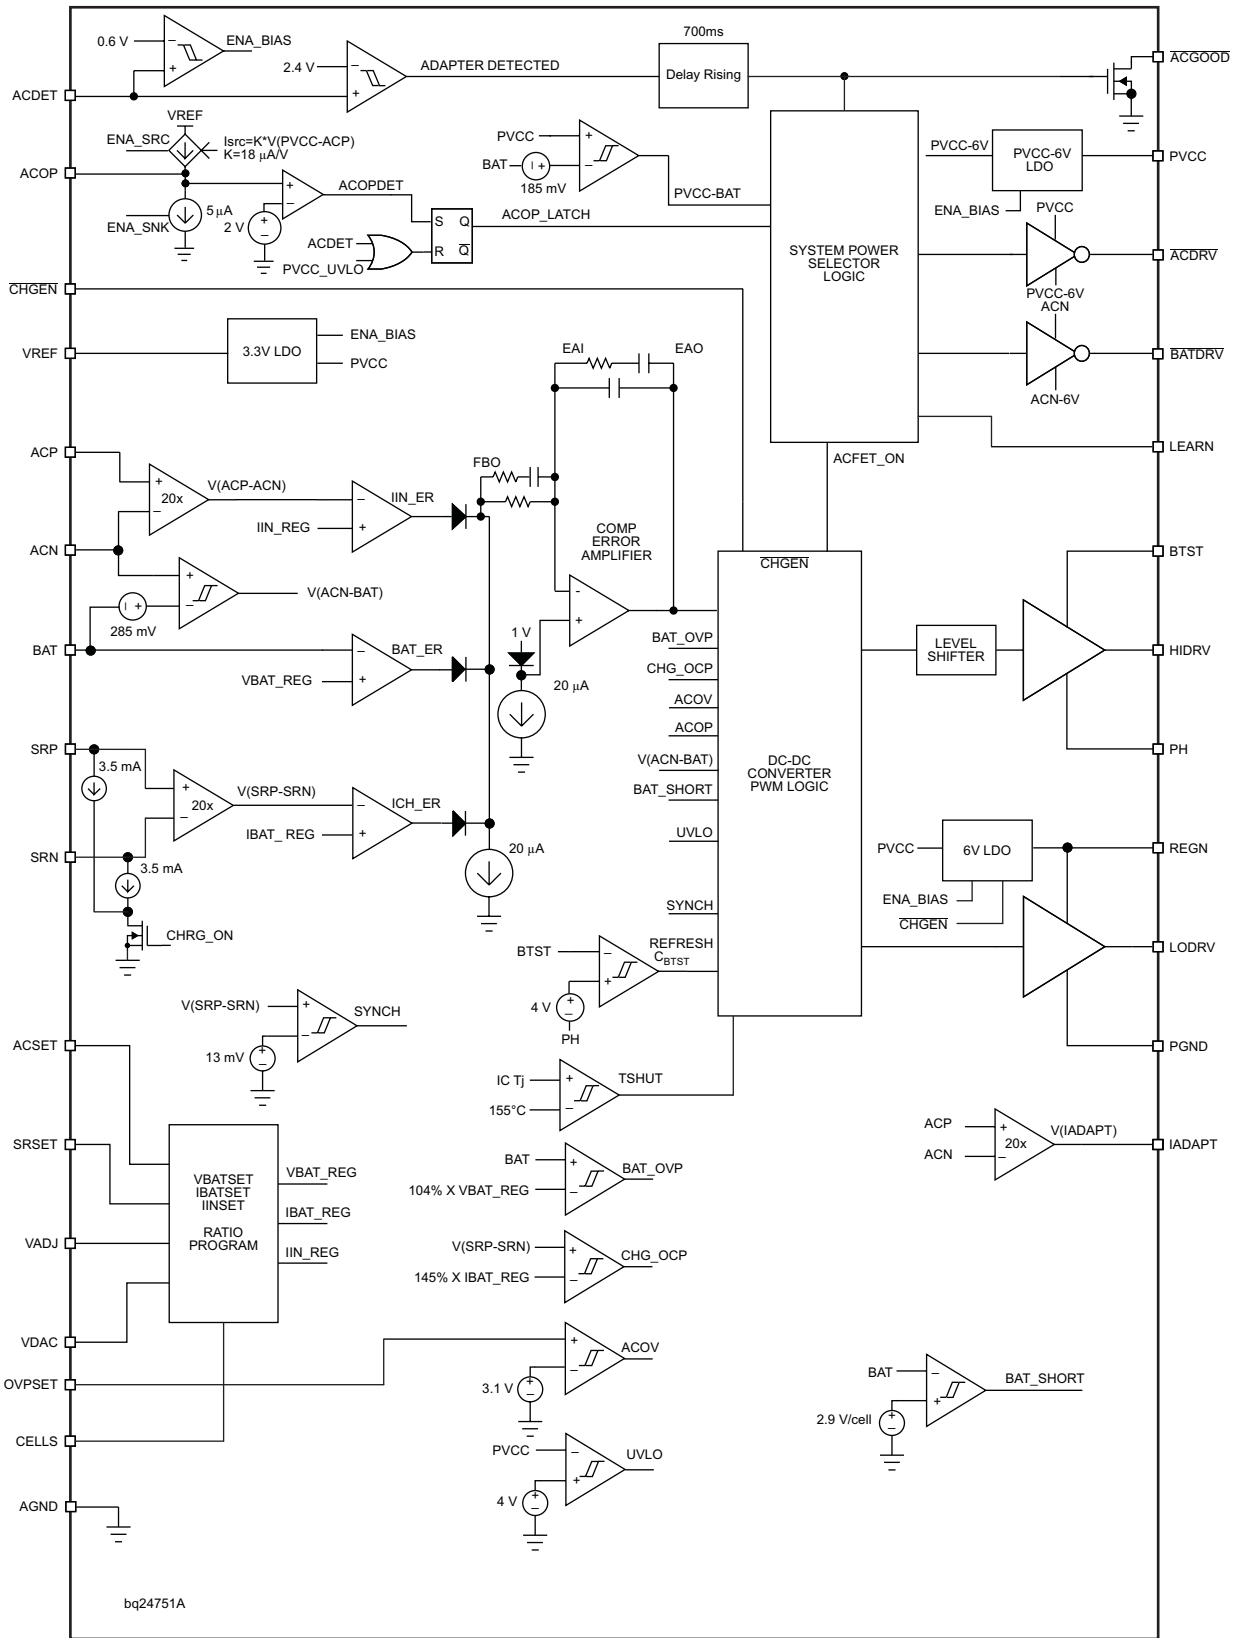 700ms
0.6 V
ENA_BIAS
2.4 V
ADAPTER DETECTED
Delay Rising
ACGOOD
ACDET
VREF
ENA_SRC
Isrc=K*V(PVCC-ACP)
K=18 μA/V
ACOP
ENA_SNK
5 μA
2 V
ACOPDET
PVCC
BAT
185 mV
PVCC-BAT
ACDET
PVCC_UVLO
S
Q
R
Q
ACOP_LATCH
SYSTEM POWER
SELECTOR
LOGIC
PVCC-6V
PVCC-6V
LDO
ENA_BIAS
PVCC
PVCC
ACDRV
PVCC-6V
ACN
BATDRV
ACN-6V
LEARN
CHGEN
VREF
3.3V LDO
ENA_BIAS
PVCC
EAI
EAO
ACFET_ON
ACP
20x
V(ACP-ACN)
IIN_REG
IIN_ER
FBO
COMP
ERROR
AMPLIFIER
ACN
285 mV
V(ACN-BAT)
BAT
VBAT_REG
BAT_ER
1 V
20 μA
CHGEN
BAT_OVP
CHG_OCP
ACOV
ACOP
V(ACN-BAT)
BAT_SHORT
UVLO
SYNCH
REFRESH
CBTST
DC-DC
CONVERTER
PWM LOGIC
BTST
LEVEL
SHIFTER
HIDRV
PH
SRP
3.5 mA
20x
V(SRP-SRN)
IBAT_ REG
ICH_ER
20 μA
SRN
3.5 mA
CHRG_ON
PVCC
6V LDO
REGN
ENA_BIAS
CHGEN
LODRV
PGND
BTST
4 V
PH
V(SRP-SRN)
SYNCH
13 mV
ACSET
IC Tj
155°C
TSHUT
SRSET
VBATSET
IBATSET
IINSET
RATIO
PROGRAM
VBAT_REG
IBAT_REG
IIN_REG
BAT
104% X VBAT_REG
BAT_OVP
ACP
ACN
20x
V(IADAPT)
IADAPT
VADJ
V(SRP-SRN)
145% X IBAT_REG
CHG_OCP
VDAC
OVPSET
3.1 V
ACOV
BAT
2.9 V/cell
BAT_SHORT
CELLS
PVCC
4 V
UVLO
AGND
bq24751A